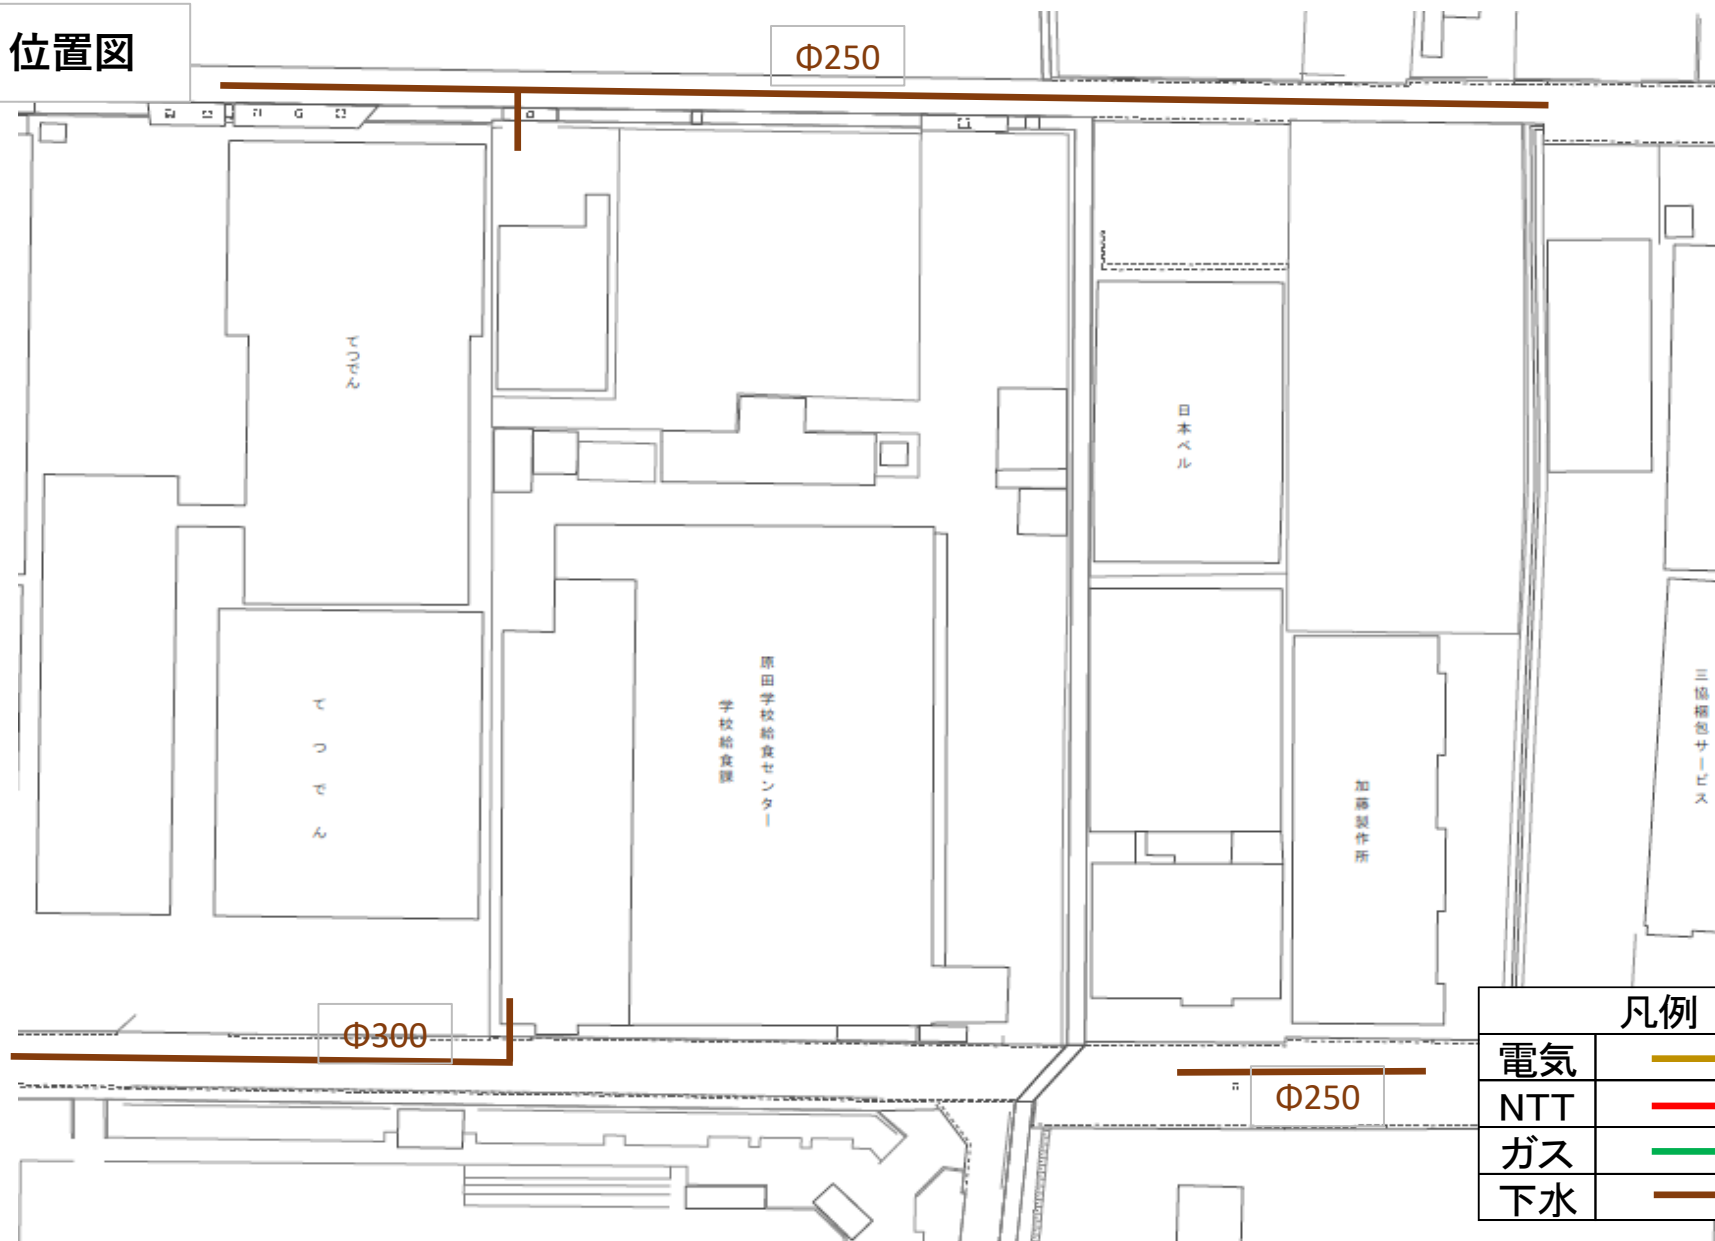 位置図
Φ250
てつでん
日本ベル
原田学校給食センター
学校給食課
てつでん
加藤製作所
三協梱包サービス
Φ300
Φ250
凡例
電気
NTT
ガス
下水